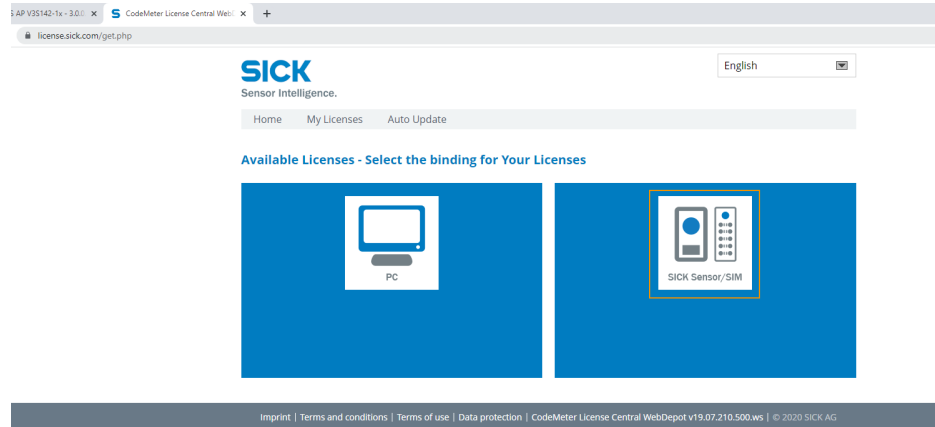 S AP V3S142-1x - 3.0.0 CodeMeter License Central Web
license.sick.com/get.php
SICK
Sensor Intelligence.
English
Home My Licenses Auto Update
Available Licenses - Select the binding for Your Licenses
PC
SICK Sensor/SIM
Imprint | Terms and conditions | Terms of use | Data protection | CodeMeter License Central WebDepot v19.07.210.500.ws | © 2020 SICK AG